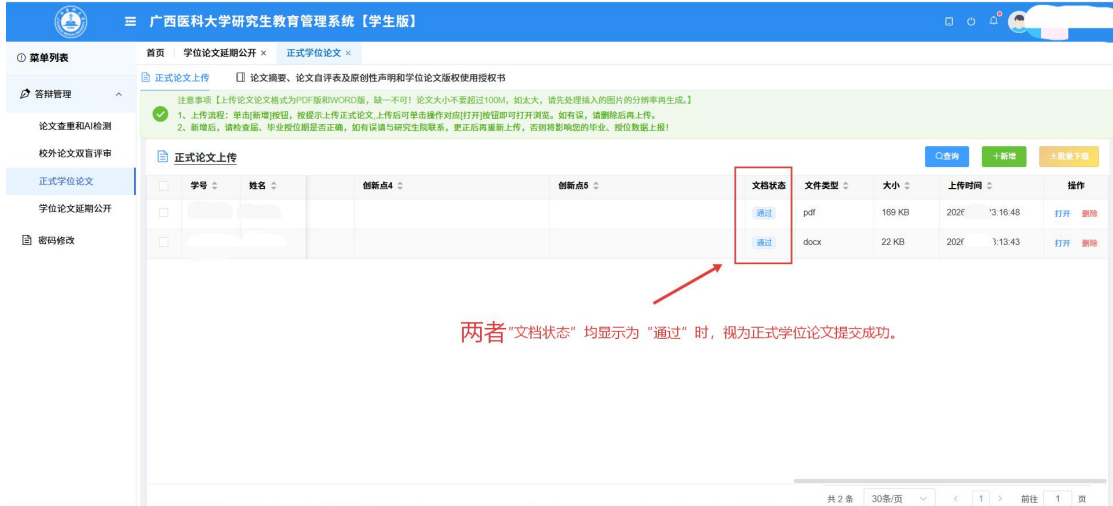 广西医科大学研究生教育管理系统【学生版】
菜单列表
首页 学位论文延期公开 × 正式学位论文 ×
正式论文上传 论文摘要、论文自评表及原创性声明和学位论文版权使用授权书
答辩管理
论文查重和AI检测
校外论文双盲评审
正式学位论文
学位论文延期公开
密码修改
注意事项【上传论文论文格式为PDF版和WORD版，缺一不可！论文大小不要超过100M，如太大，请先处理插入的图片的分辨率再生成。】
1、上传流程：单击[新增]按钮，按提示上传正式论文,上传后可单击操作对应[打开]按钮即可打开浏览。如有误，请删除后再上传。
2、新增后，请检查届、毕业授位期是否正确，如有误请与研究生院联系，更正后再重新上传，否则将影响您的毕业、授位数据上报！
正式论文上传 查询 +新增 批量下载
学号 姓名 创新点4 创新点5 文档状态 文件类型 大小 上传时间 操作
通过 pdf 169 KB 2026 3:16:48 打开 删除
通过 docx 22 KB 202 3:13:43 打开 删除
两者“文档状态”均显示为“通过”时，视为正式学位论文提交成功。
共 2 条 30条/页 < 1 > 前往 1 页